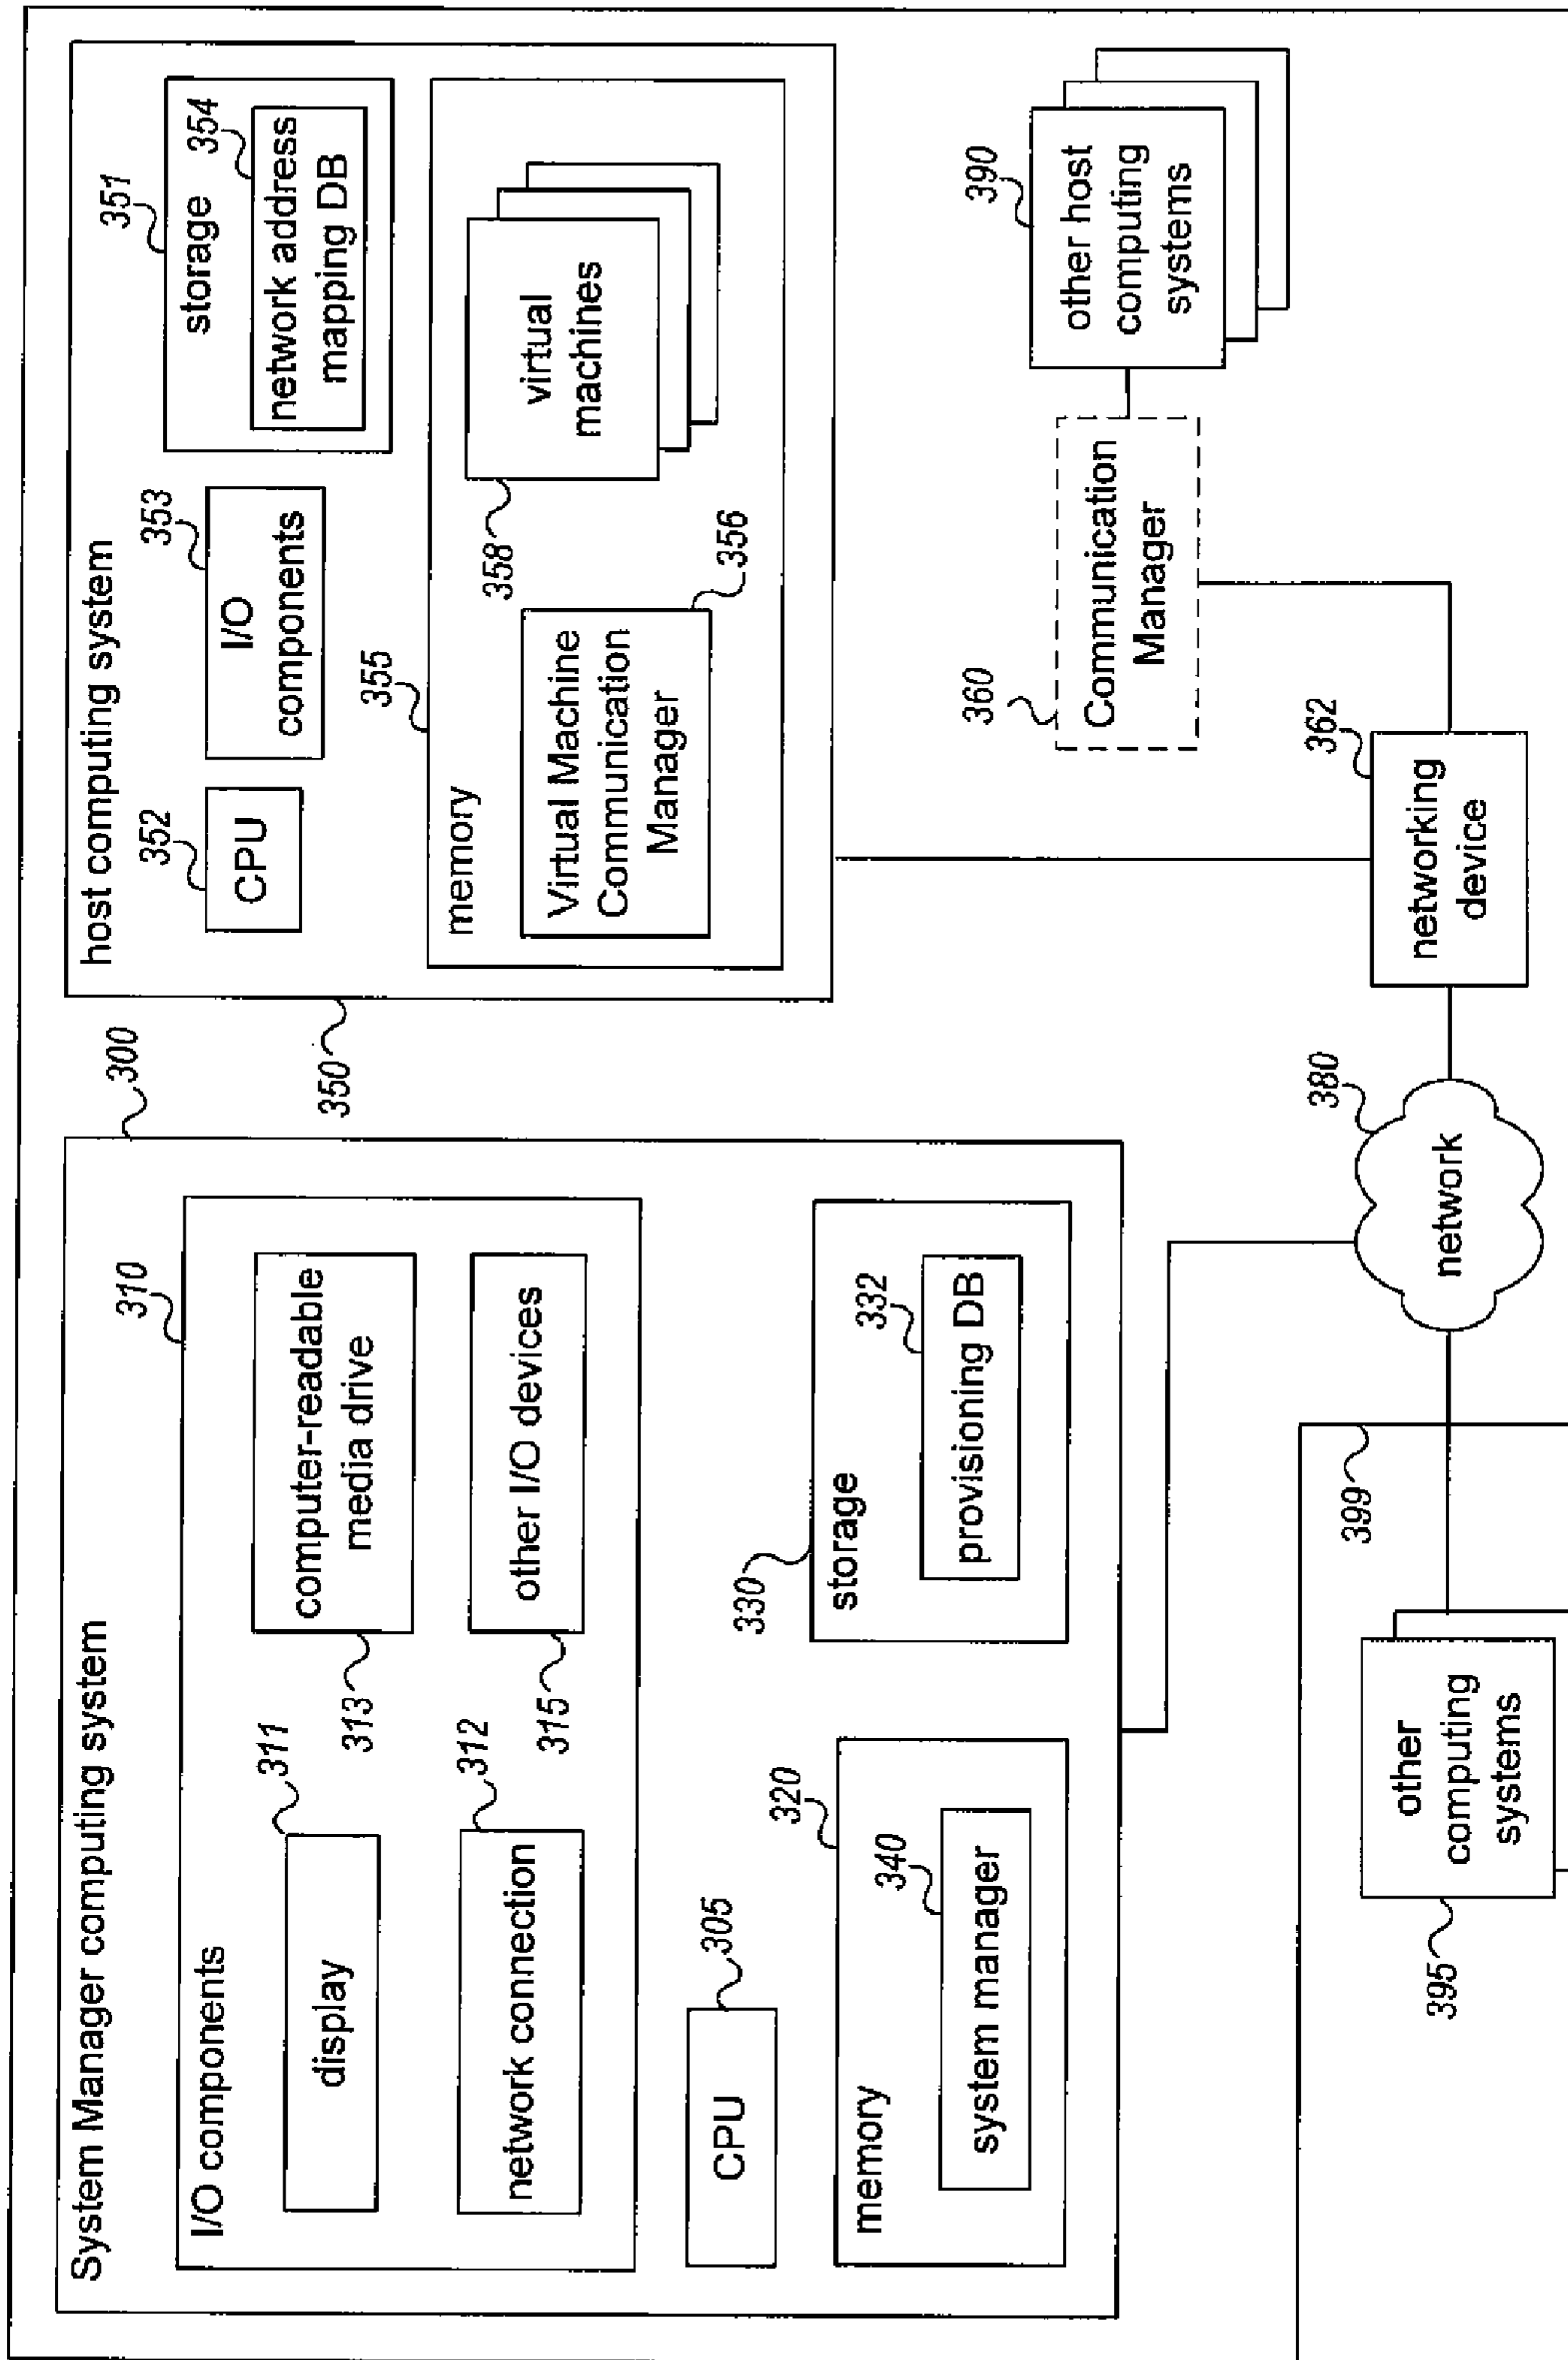 System Manager computing system
300
I/O components
310
display
311
computer-readable
media drive
313
network connection
312
other I/O devices
315
CPU
305
memory
320
system manager
340
storage
330
provisioning DB
332
host computing system
350
CPU
352
I/O
components
353
storage
351
network address
mapping DB
354
memory
355
Virtual Machine
Communication
Manager
356
virtual
machines
358
other
computing
systems
395
399
network
380
networking
device
362
Communication
Manager
360
other host
computing
systems
390